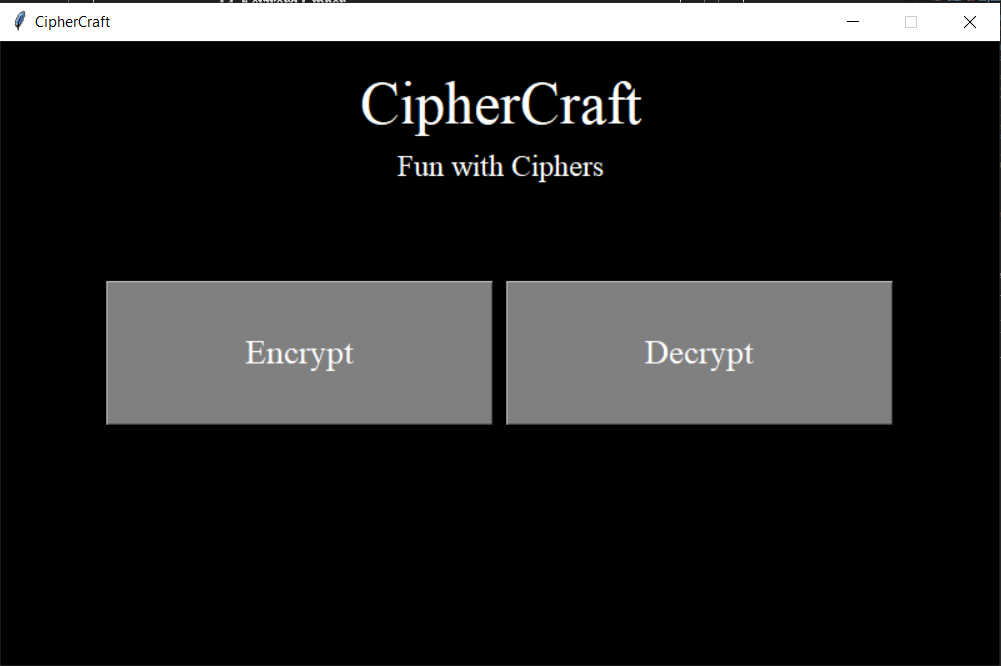 CipherCraft
CipherCraft
Fun with Ciphers
Encrypt
Decrypt